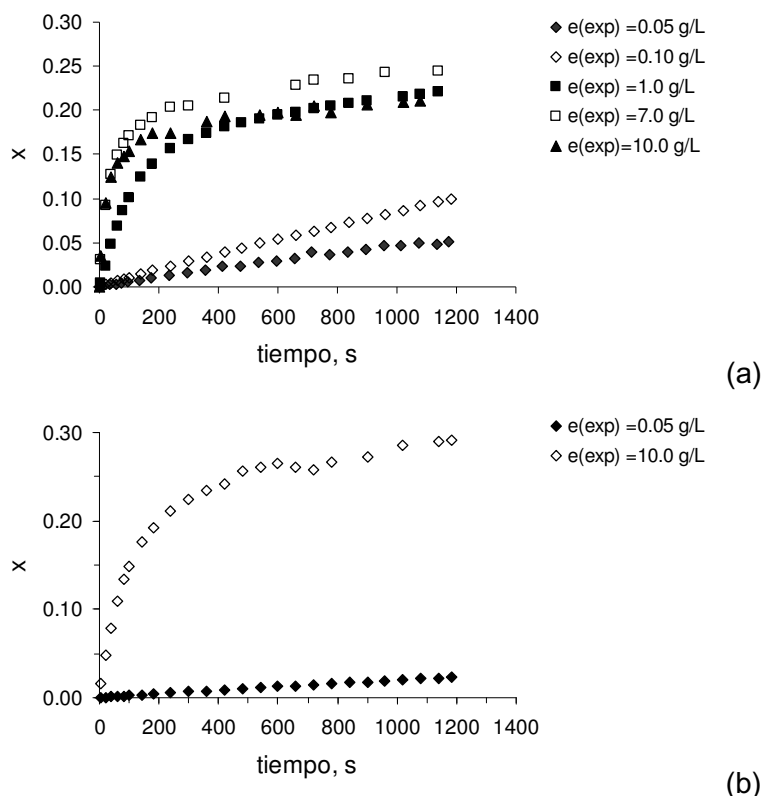 0.30
0.25
0.20
0.15
0.10
0.05
0.00
x
0 200 400 600 800 1000 1200 1400
tiempo, s
e(exp) =0.05 g/L
e(exp) =0.10 g/L
e(exp) =1.0 g/L
e(exp) =7.0 g/L
e(exp)=10.0 g/L
(a)
0.30
0.20
0.10
0.00
x
0 200 400 600 800 1000 1200 1400
tiempo, s
e(exp) =0.05 g/L
e(exp) =10.0 g/L
(b)